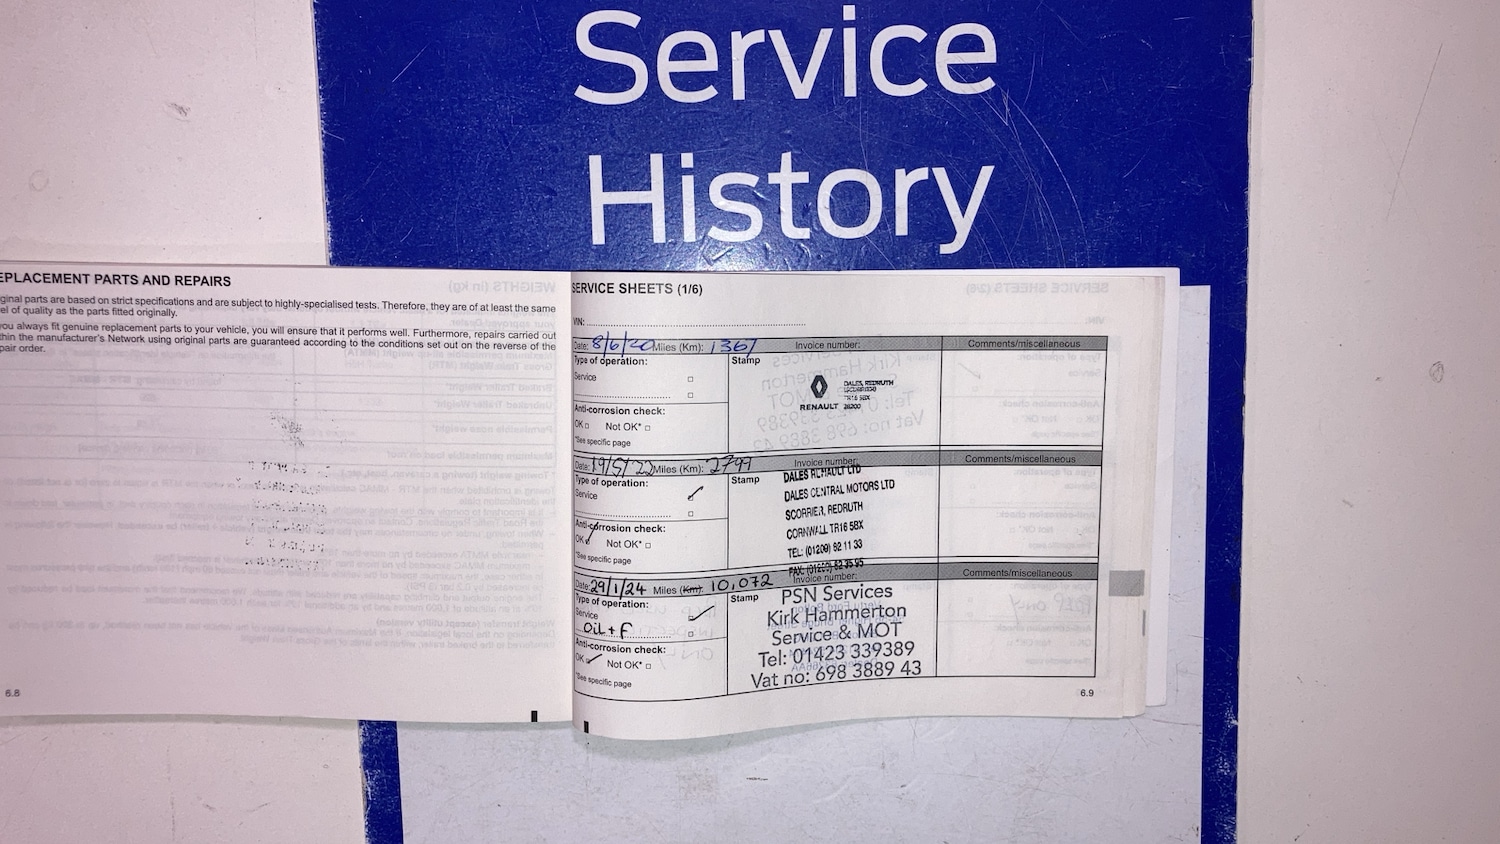 Service
History
EPLACEMENT PARTS AND REPAIRS
ginal parts are based on strict specifications and are subject to highly-specialised tests. Therefore, they are of at least the same
el of quality as the parts fitted originally.
you always fit genuine replacement parts to your vehicle, you will ensure that it performs well. Furthermore, repairs carried out
thin the manufacturer's Network using original parts are guaranteed according to the conditions set out on the reverse of the
pair order.
6.8
SERVICE SHEETS (1/6)
VIN:
Date: 8/6/20 Miles (Km): 1367 Invoice number: Comments/miscellaneous
Type of operation:
Service
Stamp
Anti-corrosion check:
OK Not OK*
*See specific page
DALES, REDRUTH
TR16 5BX
RENAULT 26200
Date: 19/5/22 Miles (Km): 2799 Invoice number: Comments/miscellaneous
Type of operation:
Service
Stamp
Anti-corrosion check:
OK Not OK*
*See specific page
DALES RENAULT LTD
DALES CENTRAL MOTORS LTD
SCORRIER, REDRUTH
CORNWALL TR16 5BX
TEL: (01209) 82 11 33
Date: 29/1/24 Miles (Km): 10,072 Invoice number: Comments/miscellaneous
Type of operation:
Service
OIL + F
Stamp
Anti-corrosion check:
OK Not OK*
*See specific page
PSN Services
Kirk Hammerton
Service & MOT
Tel: 01423 339389
Vat no: 698 3889 43
6.9